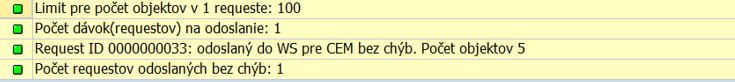 Limit pre počet objektov v 1 requeste: 100
Počet dávok(requestov) na odoslanie: 1
Request ID 0000000033: odoslaný do WS pre CEM bez chýb. Počet objektov 5
Počet requestov odoslaných bez chýb: 1